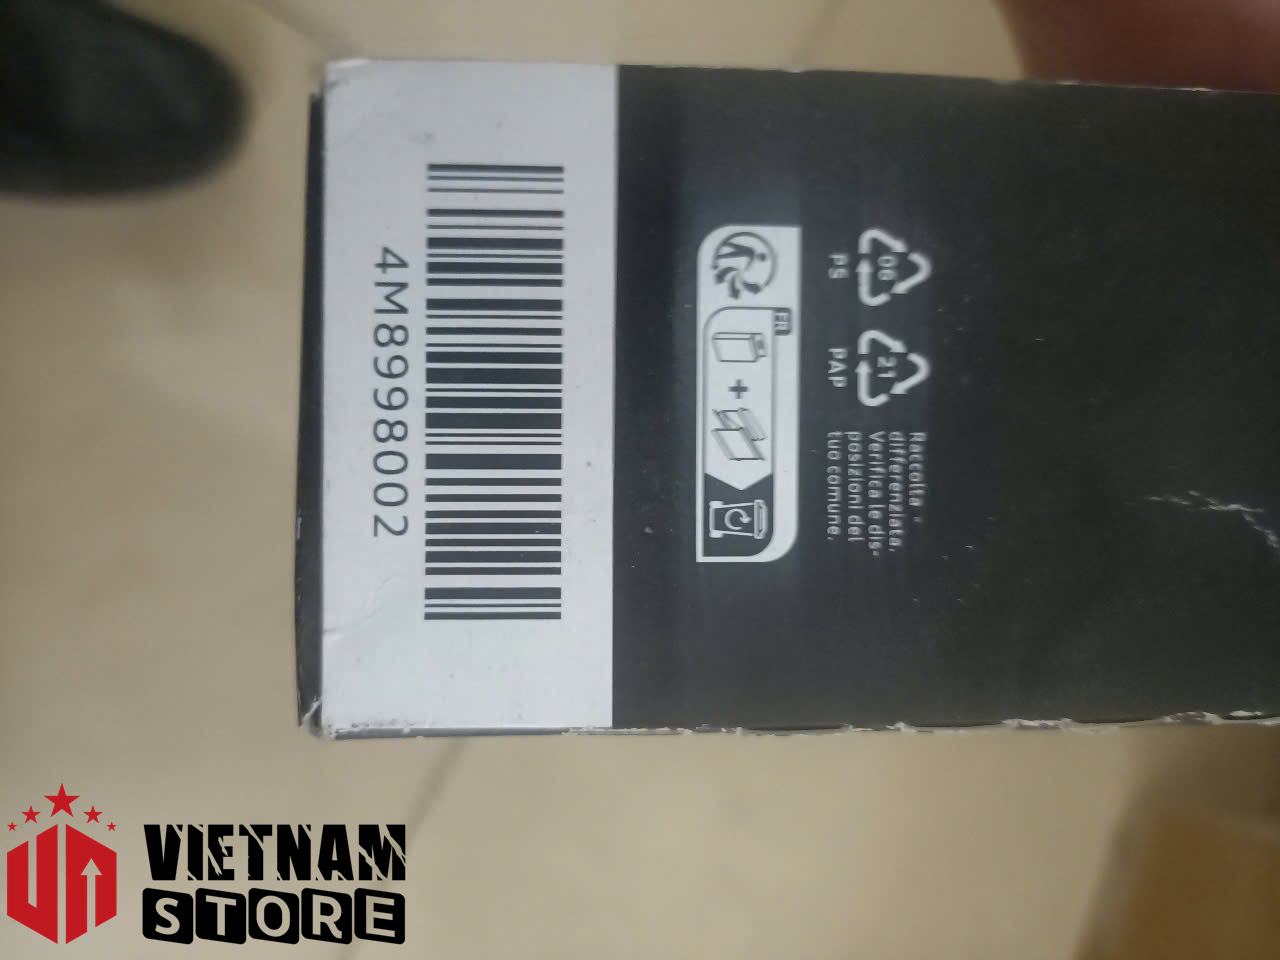 4M8998002
FR
06
PS
21
PAP
Raccolta -
differenziata.
Verifica le dis-
posizioni del
tuo comune.
VIETNAM
STORE